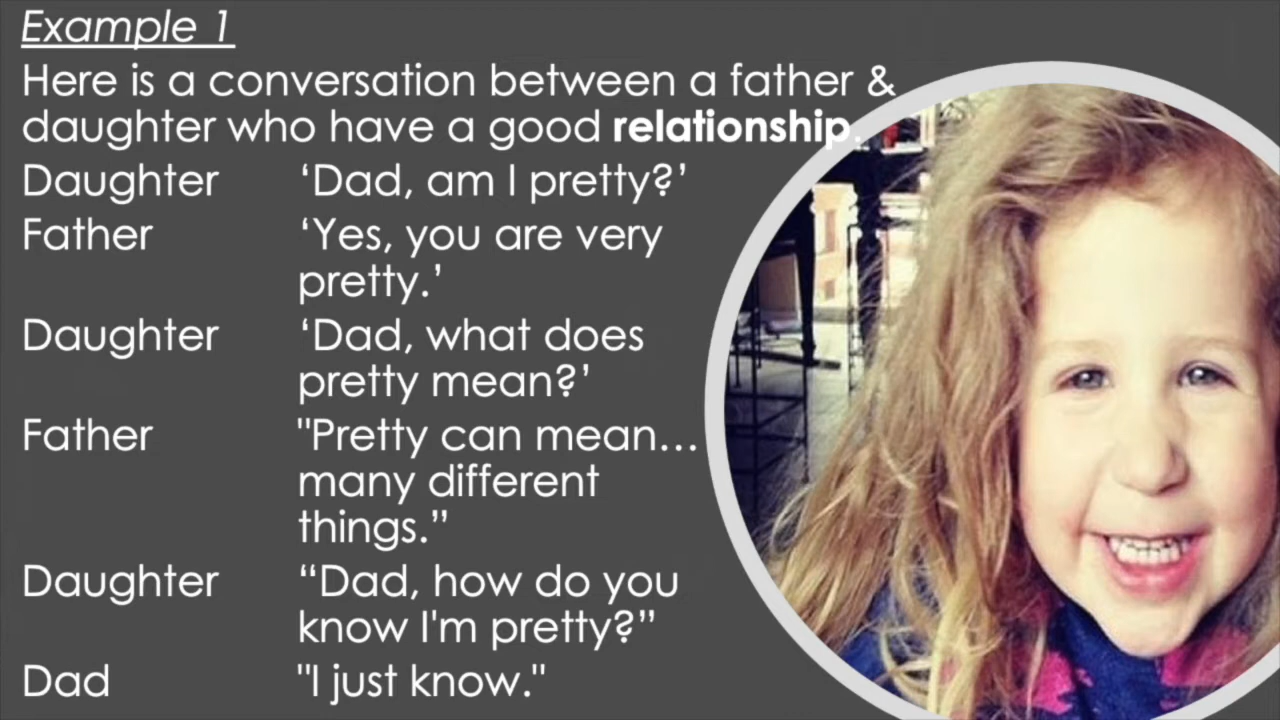 Example 1
Here is a conversation between a father &
daughter who have a good relationship.
Daughter ‘Dad, am I pretty?’
Father ‘Yes, you are very
pretty.’
Daughter ‘Dad, what does
pretty mean?’
Father "Pretty can mean…
many different
things.”
Daughter “Dad, how do you
know I'm pretty?”
Dad "I just know."